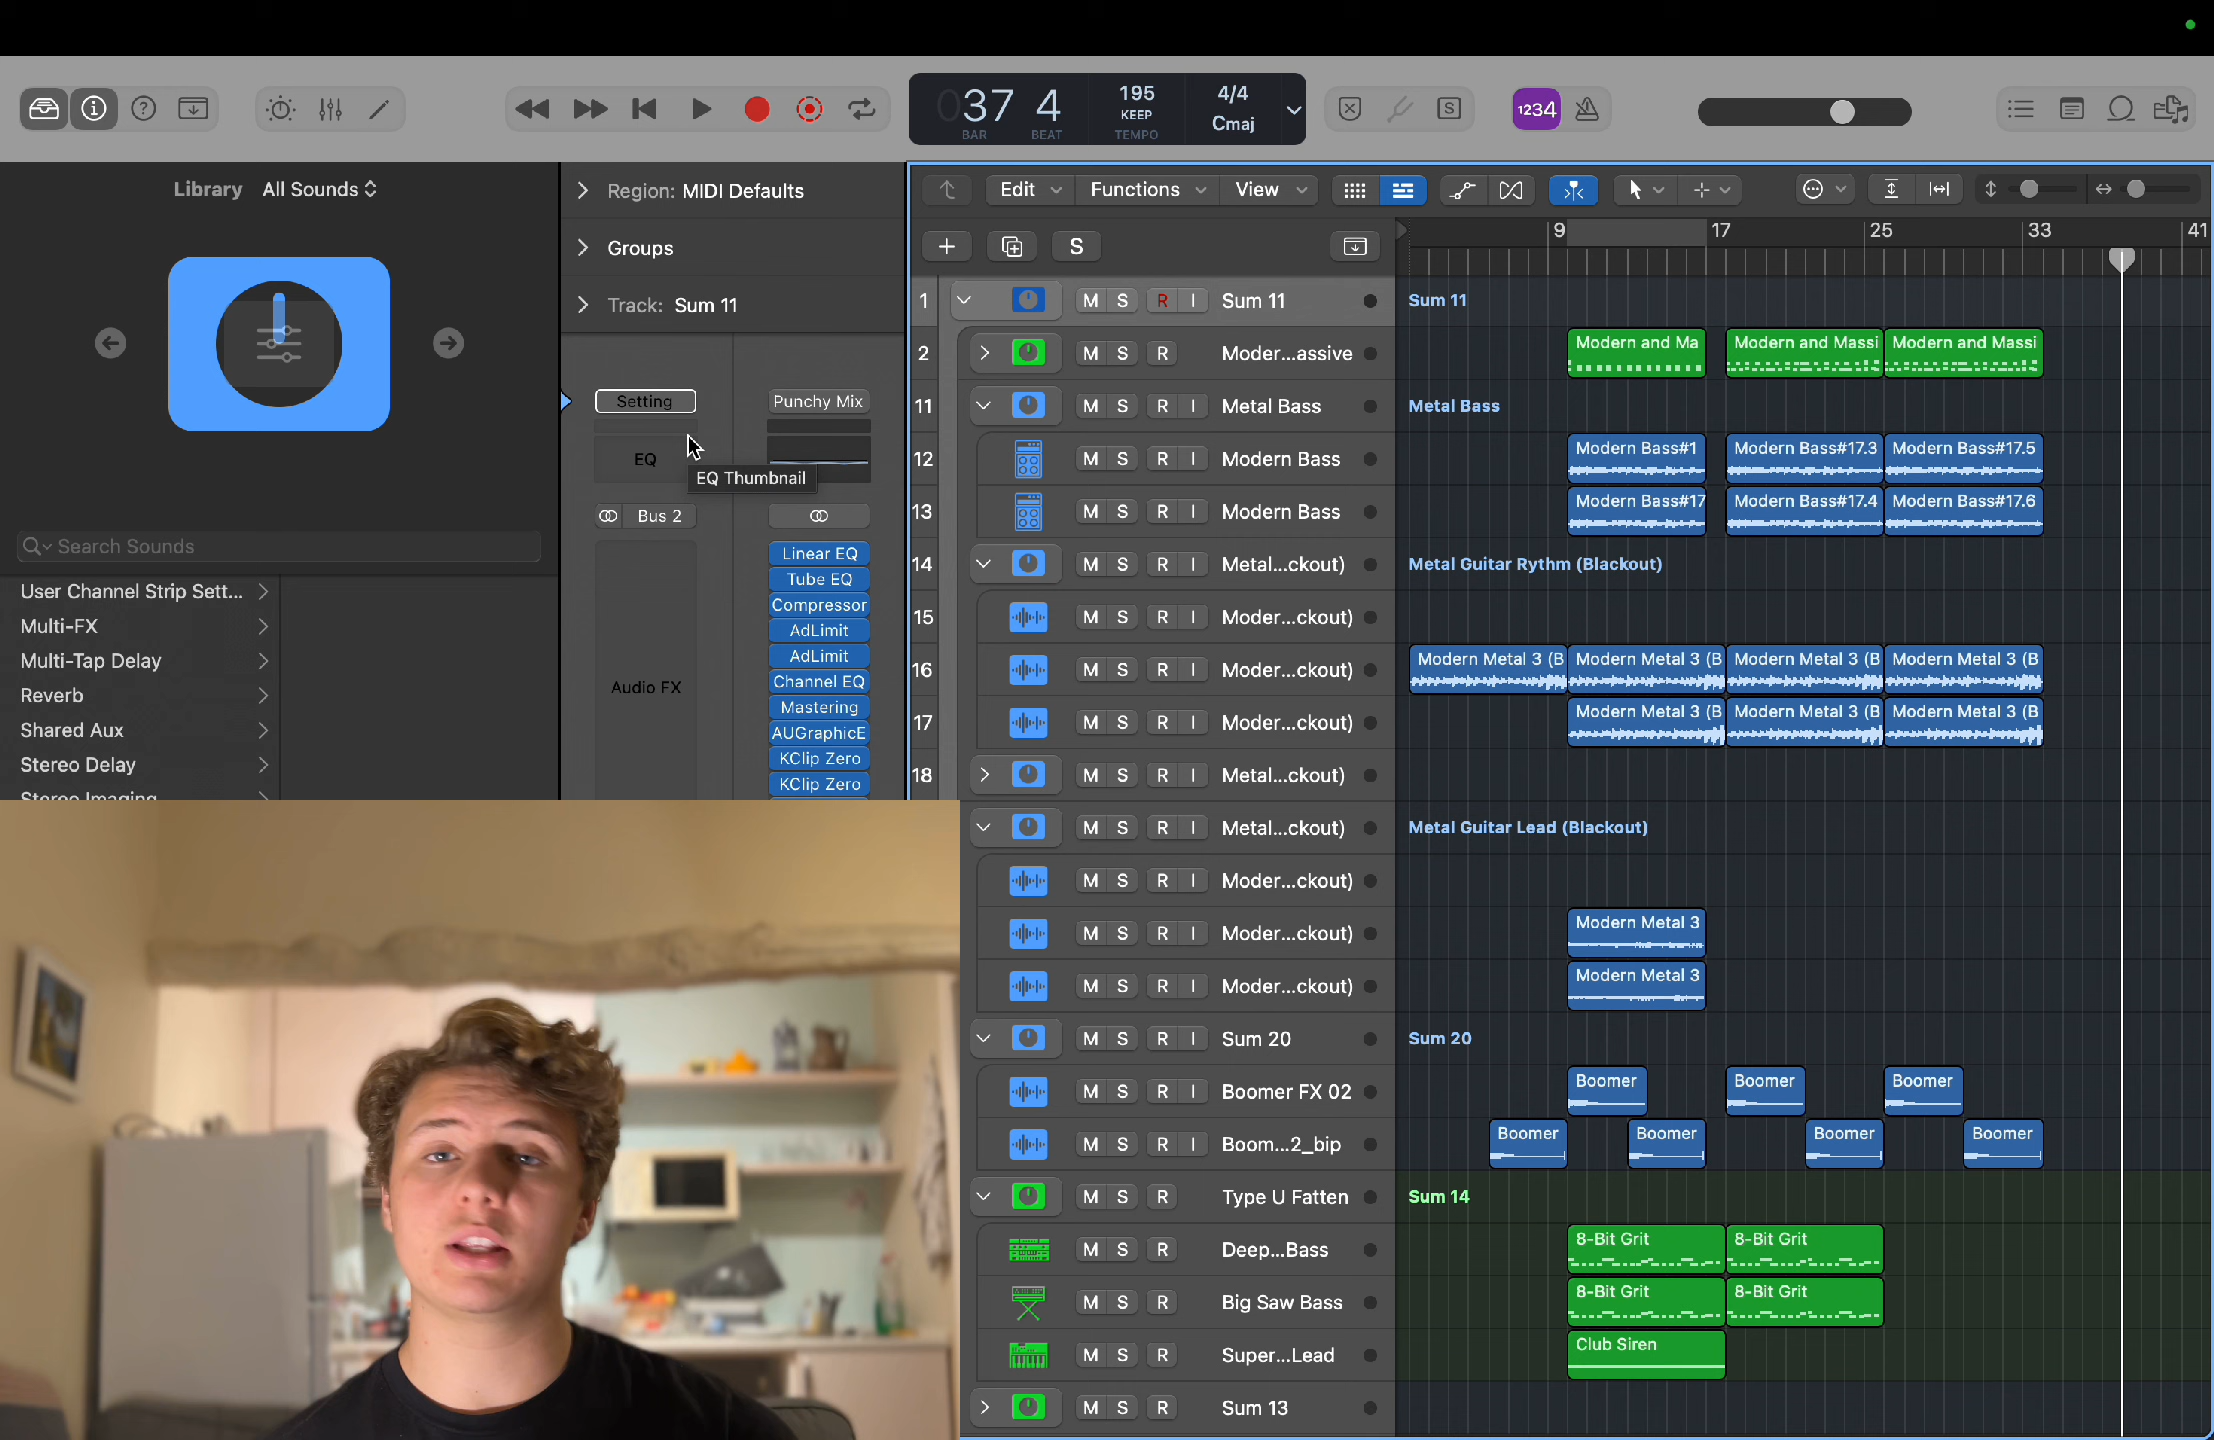 1234
037 4
BAR BEAT
195
KEEP
TEMPO
4/4
Cmaj
S
Library All Sounds
Search Sounds
User Channel Strip Sett...
Multi-FX
Multi-Tap Delay
Reverb
Shared Aux
Stereo Delay
Stereo Imaging
Region: MIDI Defaults
Groups
Track: Sum 11
Setting
EQ
EQ Thumbnail
Bus 2
Audio FX
Punchy Mix
Linear EQ
Tube EQ
Compressor
AdLimit
AdLimit
Channel EQ
Mastering
AUGraphicE
KClip Zero
KClip Zero
Edit Functions View
S
9 17 25 33 41
1 M S R I Sum 11 Sum 11
2 M S R Moder...assive Modern and Ma Modern and Massi Modern and Massi
11 M S R I Metal Bass Metal Bass
12 M S R I Modern Bass Modern Bass#1 Modern Bass#17.3 Modern Bass#17.5
13 M S R I Modern Bass Modern Bass#17 Modern Bass#17.4 Modern Bass#17.6
14 M S R I Metal...ckout) Metal Guitar Rythm (Blackout)
15 M S R I Moder...ckout)
16 M S R I Moder...ckout) Modern Metal 3 (B Modern Metal 3 (B Modern Metal 3 (B Modern Metal 3 (B
17 M S R I Moder...ckout) Modern Metal 3 (B Modern Metal 3 (B Modern Metal 3 (B
18 M S R I Metal...ckout)
M S R I Metal...ckout) Metal Guitar Lead (Blackout)
M S R I Moder...ckout)
M S R I Moder...ckout) Modern Metal 3
M S R I Moder...ckout) Modern Metal 3
M S R I Sum 20 Sum 20
M S R I Boomer FX 02 Boomer Boomer Boomer
M S R I Boom...2_bip Boomer Boomer Boomer Boomer
M S R Type U Fatten Sum 14
M S R Deep...Bass 8-Bit Grit 8-Bit Grit
M S R Big Saw Bass 8-Bit Grit 8-Bit Grit
M S R Super...Lead Club Siren
M S R Sum 13